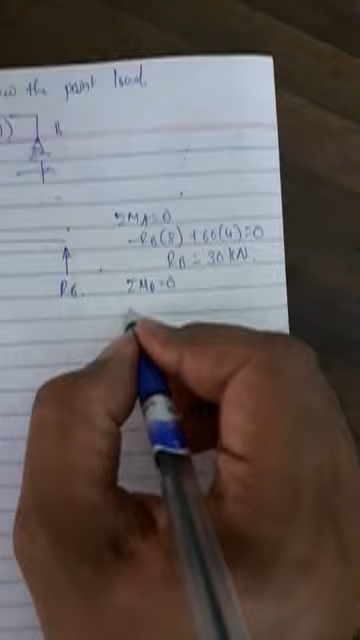 the point load
B
ΣMA=0
-RB(8) +60(4)=0
RB = 30 kN.
RB. ΣMB=0